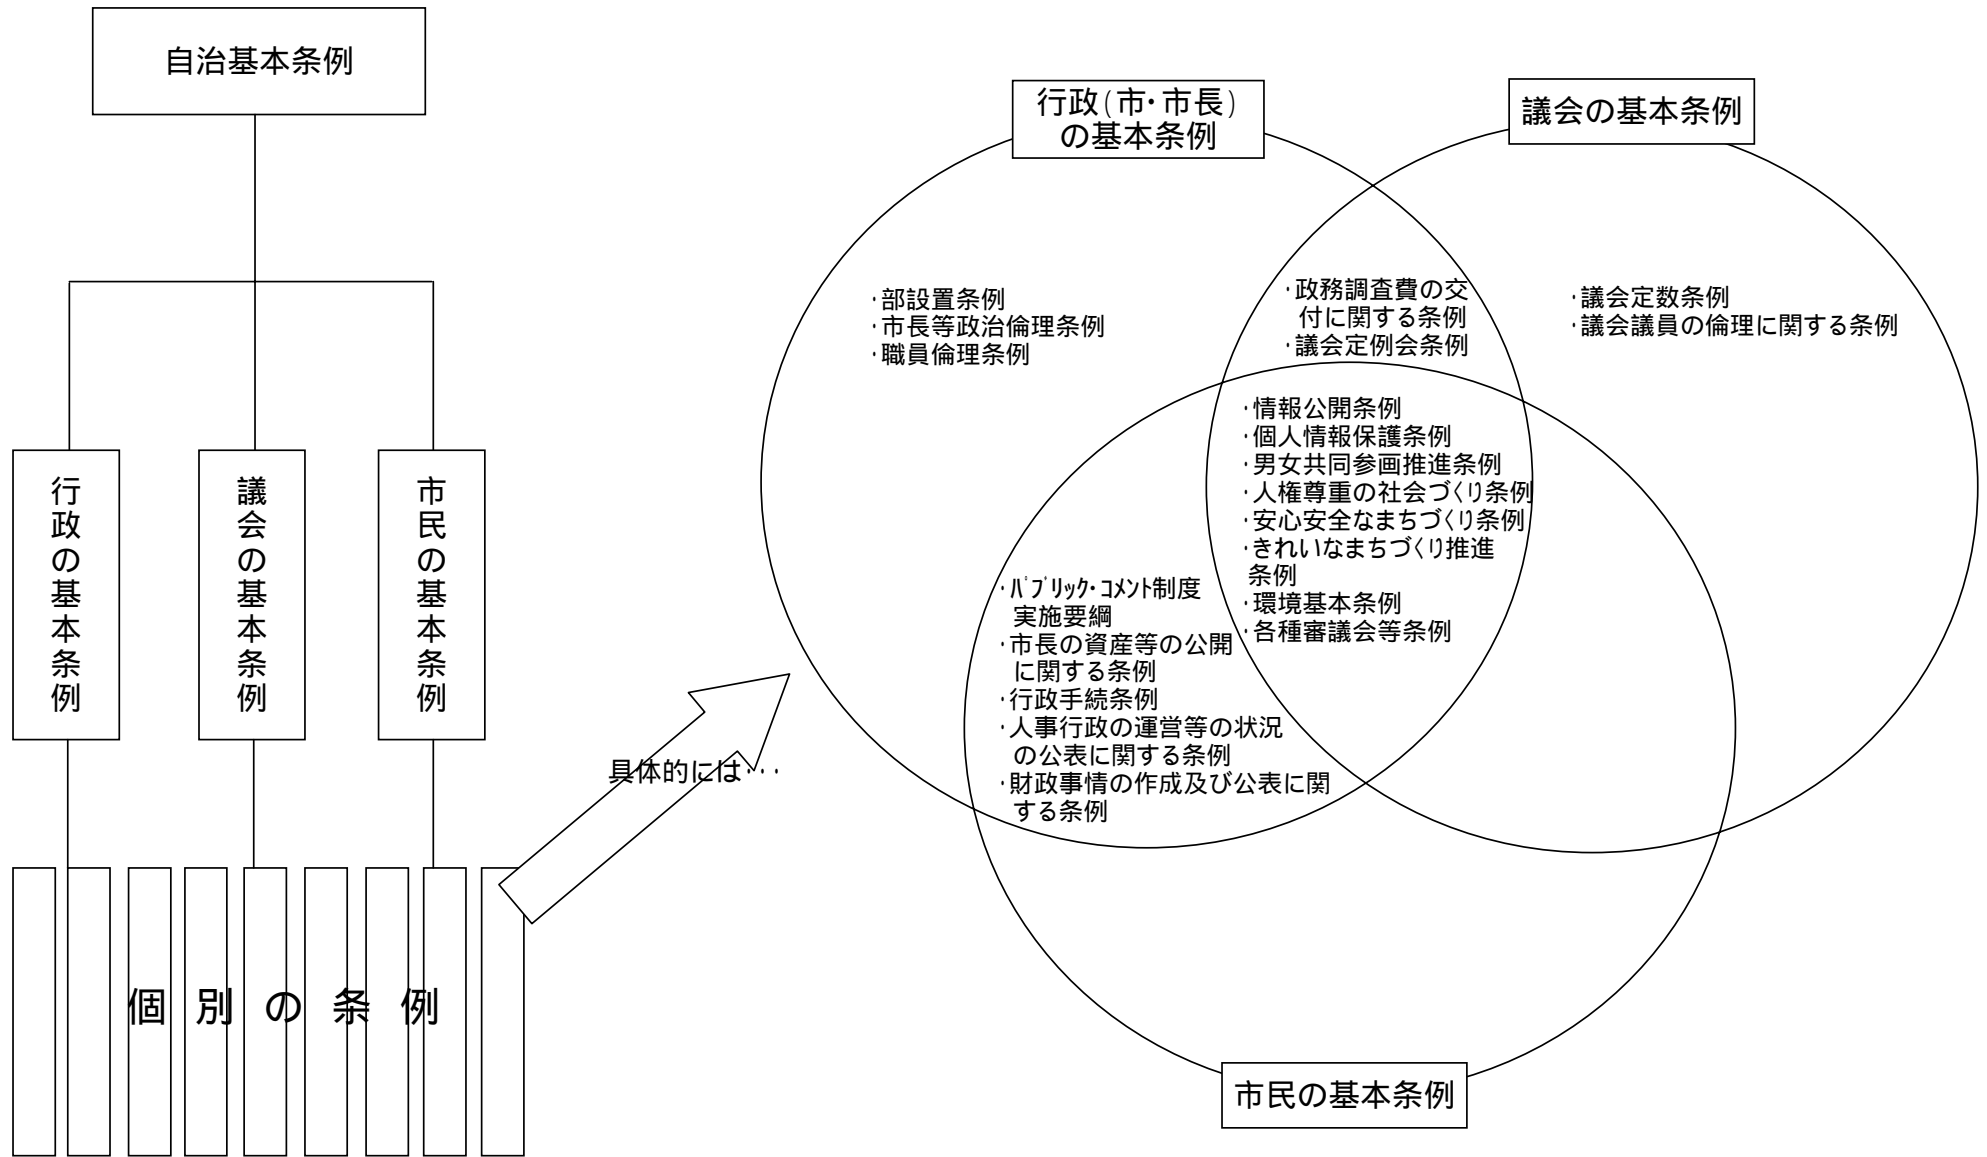 自治基本条例
行政の基本条例
議会の基本条例
市民の基本条例
個別の条例
具体的には・・・
行政(市・市長)
の基本条例
議会の基本条例
・部設置条例
・市長等政治倫理条例
・職員倫理条例
・政務調査費の交
付に関する条例
・議会定例会条例
・議会定数条例
・議会議員の倫理に関する条例
・情報公開条例
・個人情報保護条例
・男女共同参画推進条例
・人権尊重の社会づくり条例
・安心安全なまちづくり条例
・きれいなまちづくり推進
条例
・環境基本条例
・各種審議会等条例
・ﾊﾟﾌﾞﾘｯｸ・ｺﾒﾝﾄ制度
実施要綱
・市長の資産等の公開
に関する条例
・行政手続条例
・人事行政の運営等の状況
の公表に関する条例
・財政事情の作成及び公表に関
する条例
市民の基本条例